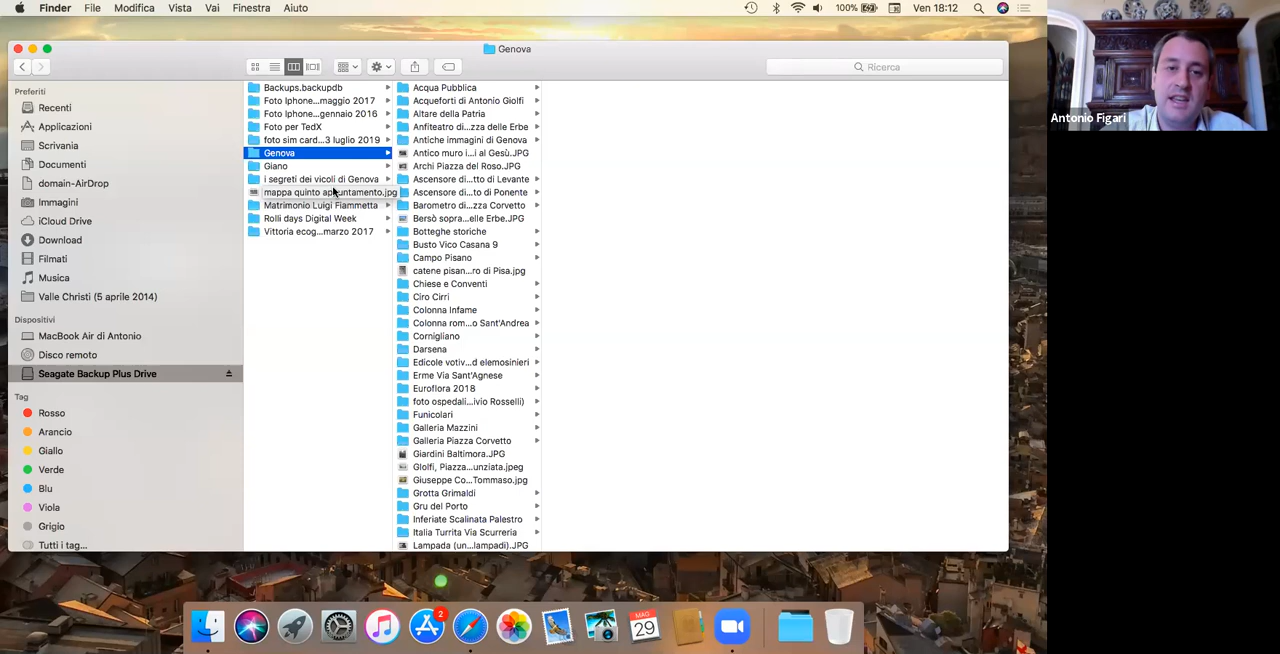 Finder File Modifica Vista Vai Finestra Aiuto 100% Ven 18:12
Genova
Ricerca
Preferiti
Recenti
Applicazioni
Scrivania
Documenti
domain-AirDrop
Immagini
iCloud Drive
Download
Filmati
Musica
Valle Christi (5 aprile 2014)
Dispositivi
MacBook Air di Antonio
Disco remoto
Seagate Backup Plus Drive
Tag
Rosso
Arancio
Giallo
Verde
Blu
Viola
Grigio
Tutti i tag...
Backups.backupdb
Foto Iphone...maggio 2017
Foto Iphone...gennaio 2016
Foto per TedX
foto sim card...3 luglio 2019
Genova
Giano
i segreti dei vicoli di Genova
mappa quinto appuntamento.jpg
Matrimonio Luigi Fiammetta
Rolli days Digital Week
Vittoria ecog...marzo 2017
Acqua Pubblica
Acqueforti di Antonio Giolfi
Altare della Patria
Anfiteatro di...zza delle Erbe
Antiche immagini di Genova
Antico muro i...i al Gesù.JPG
Archi Piazza del Roso.JPG
Ascensore di...tto di Levante
Ascensore di...to di Ponente
Barometro di...zza Corvetto
Bersò sopra...elle Erbe.JPG
Botteghe storiche
Busto Vico Casana 9
Campo Pisano
catene pisan...ro di Pisa.jpg
Chiese e Conventi
Ciro Cirri
Colonna Infame
Colonna rom...o Sant'Andrea
Cornigliano
Darsena
Edicole votiv...d elemosinieri
Erme Via Sant'Agnese
Euroflora 2018
foto ospedali...ivio Rosselli)
Funicolari
Galleria Mazzini
Galleria Piazza Corvetto
Giardini Baltimora.JPG
GIolfi, Piazza...unziata.jpeg
Giuseppe Co...Tommaso.jpg
Grotta Grimaldi
Gru del Porto
Inferiate Scalinata Palestro
Italia Turrita Via Scurreria
Lampada (un...lampadi).JPG
Antonio Figari
2
MAG
29